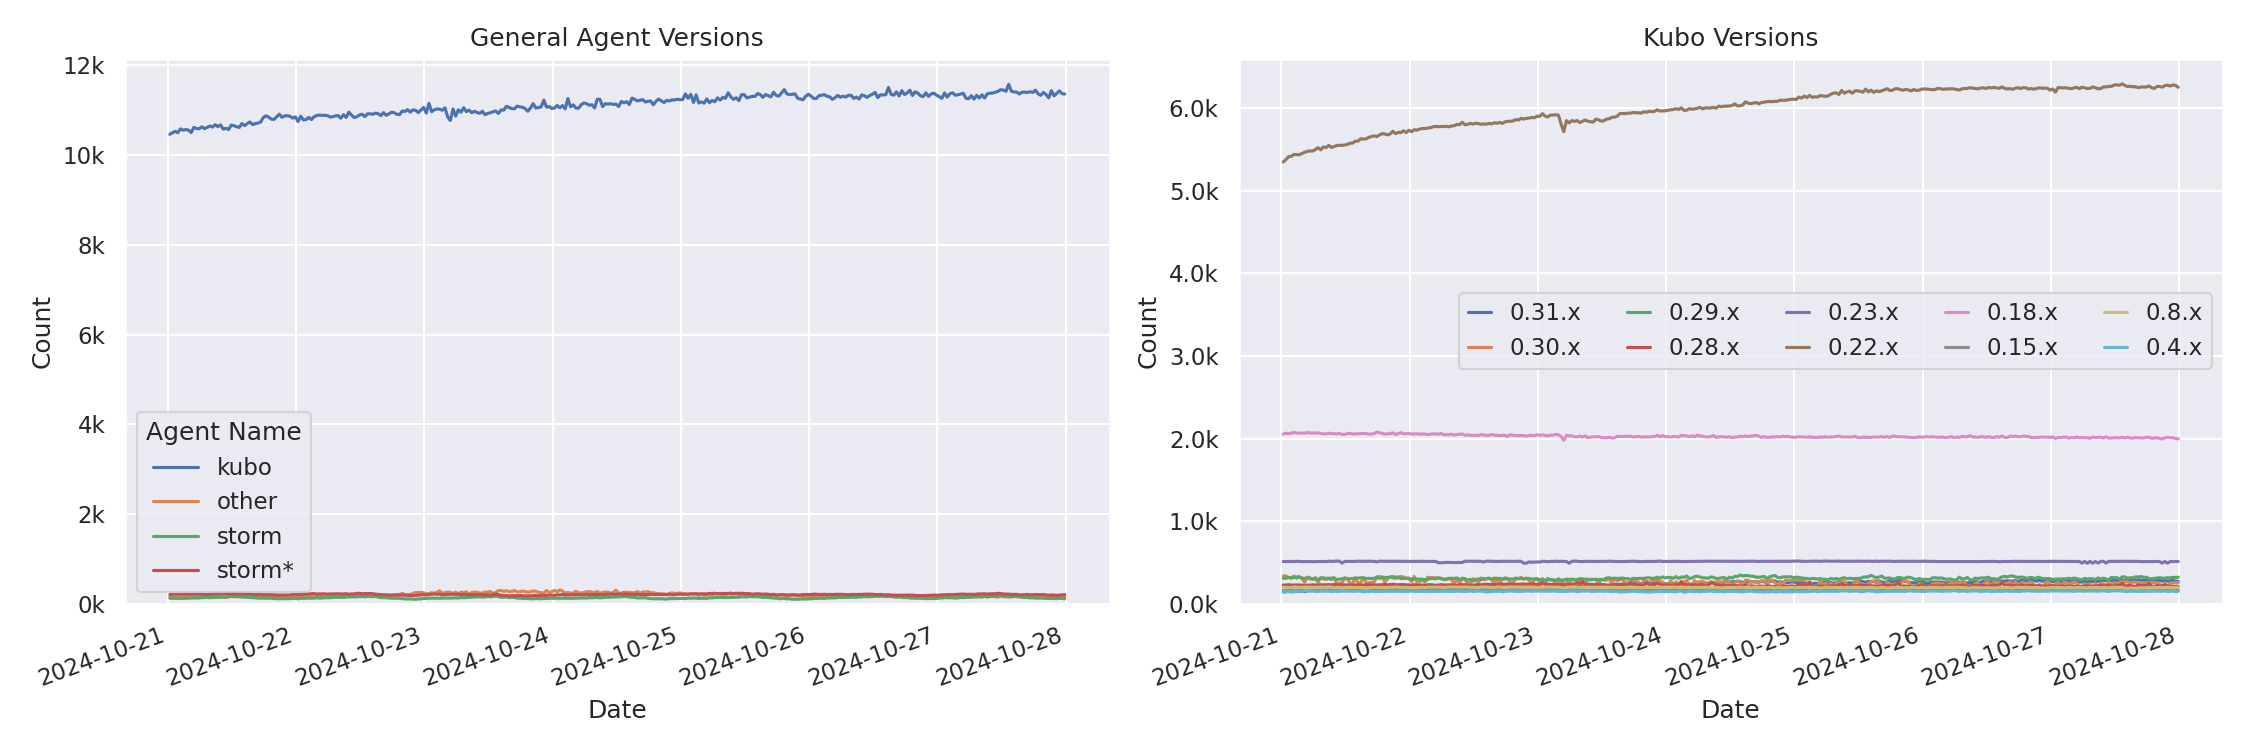 General Agent Versions
12k
10k
8k
6k
4k
2k
0k
Count
Agent Name
kubo
other
storm
storm*
2024-10-21
2024-10-22
2024-10-23
2024-10-24
2024-10-25
2024-10-26
2024-10-27
2024-10-28
Date
Kubo Versions
6.0k
5.0k
4.0k
3.0k
2.0k
1.0k
0.0k
Count
0.31.x 0.29.x 0.23.x 0.18.x 0.8.x
0.30.x 0.28.x 0.22.x 0.15.x 0.4.x
2024-10-21
2024-10-22
2024-10-23
2024-10-24
2024-10-25
2024-10-26
2024-10-27
2024-10-28
Date